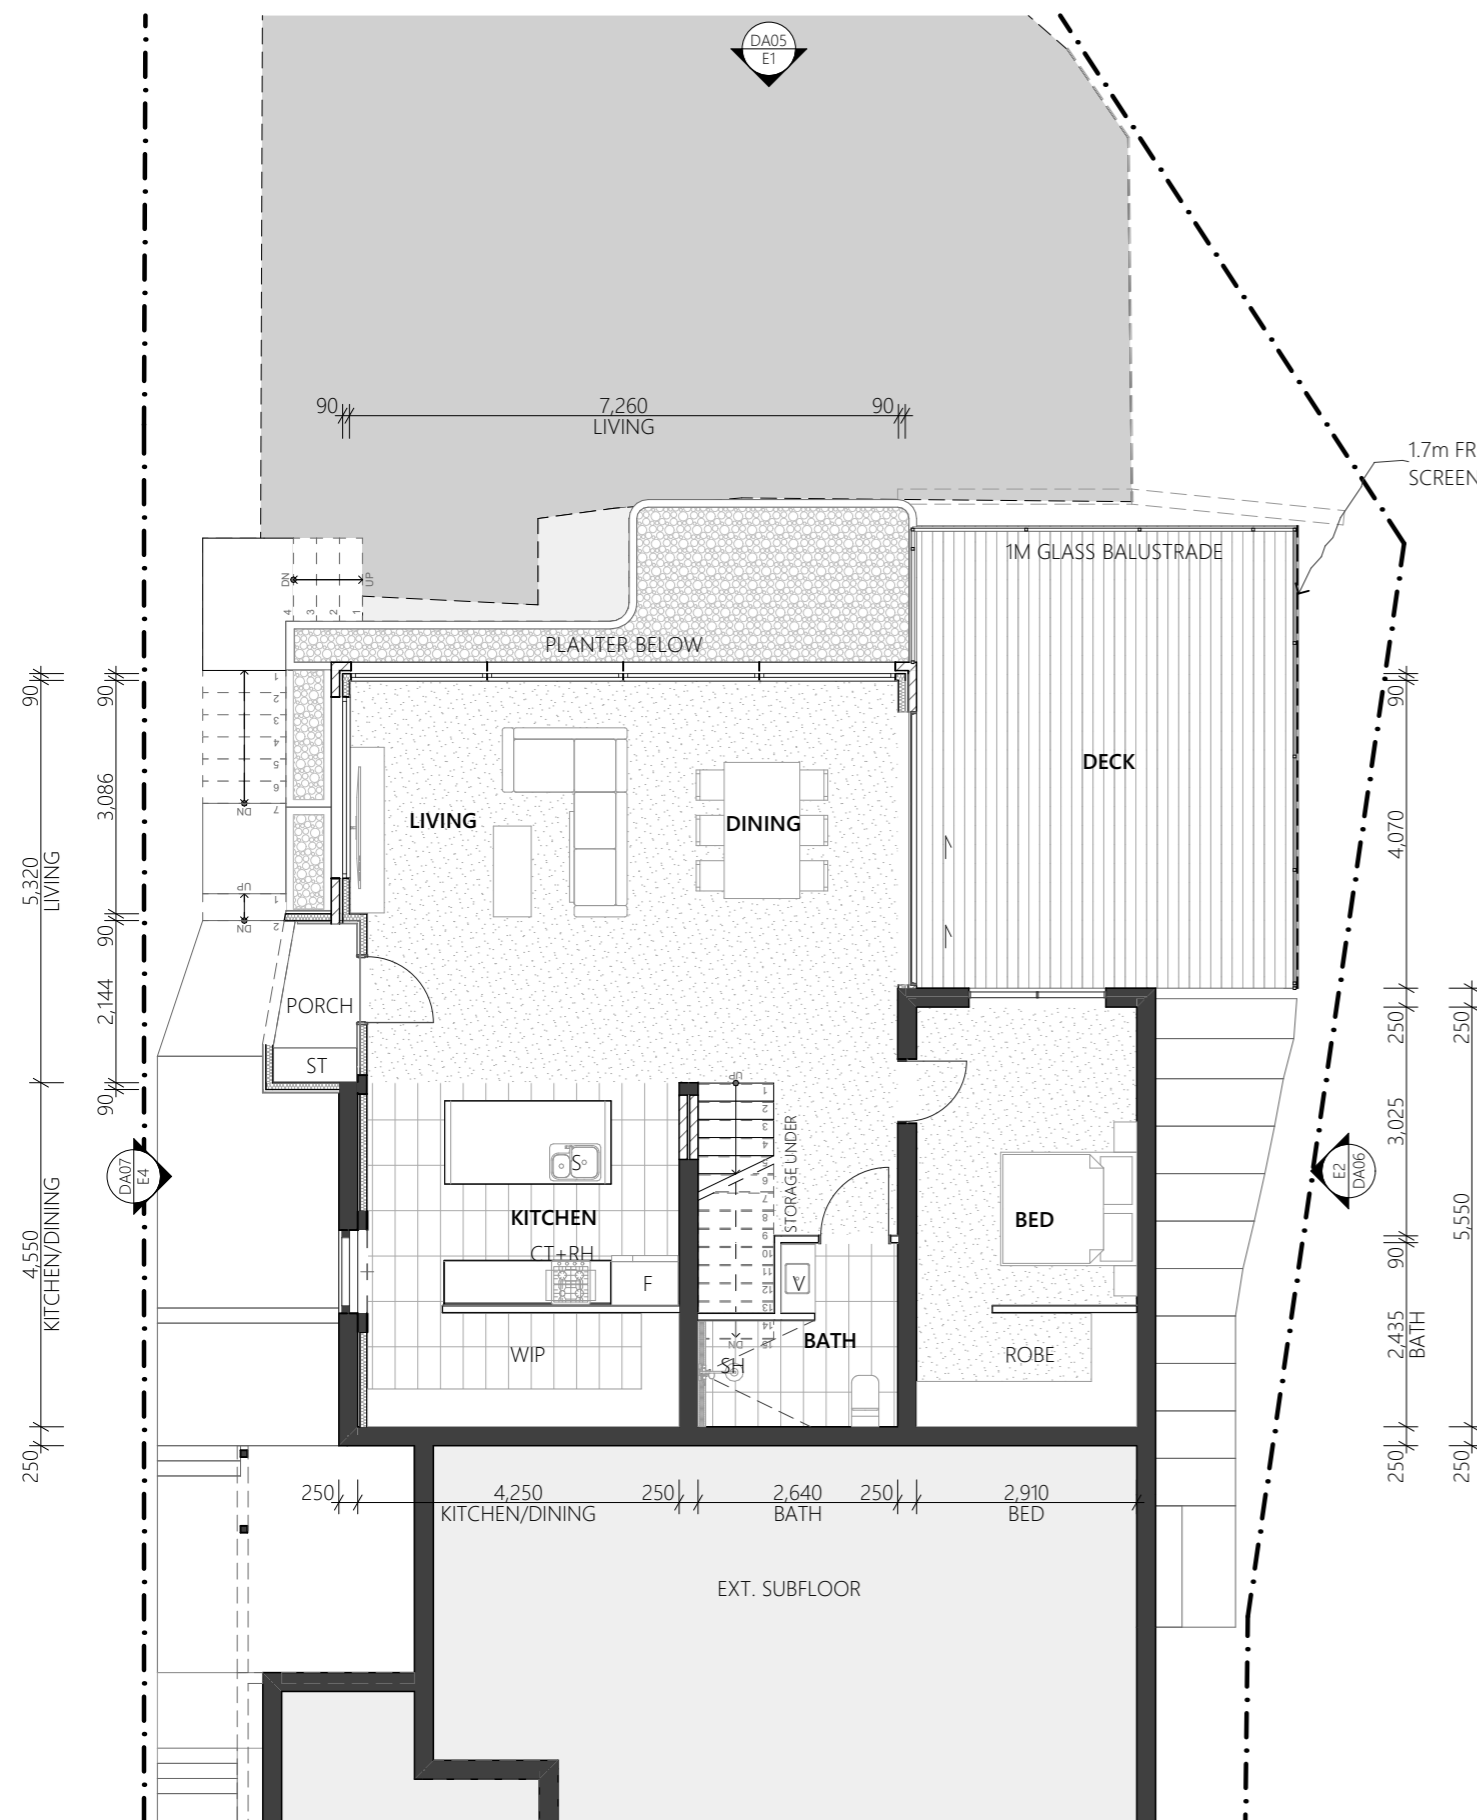 DA05
E1
90
7,260
90
LIVING
1.7m FR
SCREEN
1M GLASS BALUSTRADE
DN
UP
4
3
2
1
PLANTER BELOW
90
90
90
1
2
3
4
5
6
7
DN
DECK
LIVING
DINING
3,086
4,070
5,320
LIVING
UP
1
2
DN
90
2,144
90
PORCH
ST
250
250
UP
1
2
3
4
5
6
7
8
9
10
11
12
13
14
15
DN
STORAGE UNDER
3,025
S
DA07
E4
E2
DA06
KITCHEN
BED
CT+RH
F
V
4,550
KITCHEN/DINING
90
5,550
BATH
WIP
SH
ROBE
2,435
BATH
250
250
250
250
4,250
250
2,640
250
2,910
KITCHEN/DINING
BATH
BED
EXT. SUBFLOOR